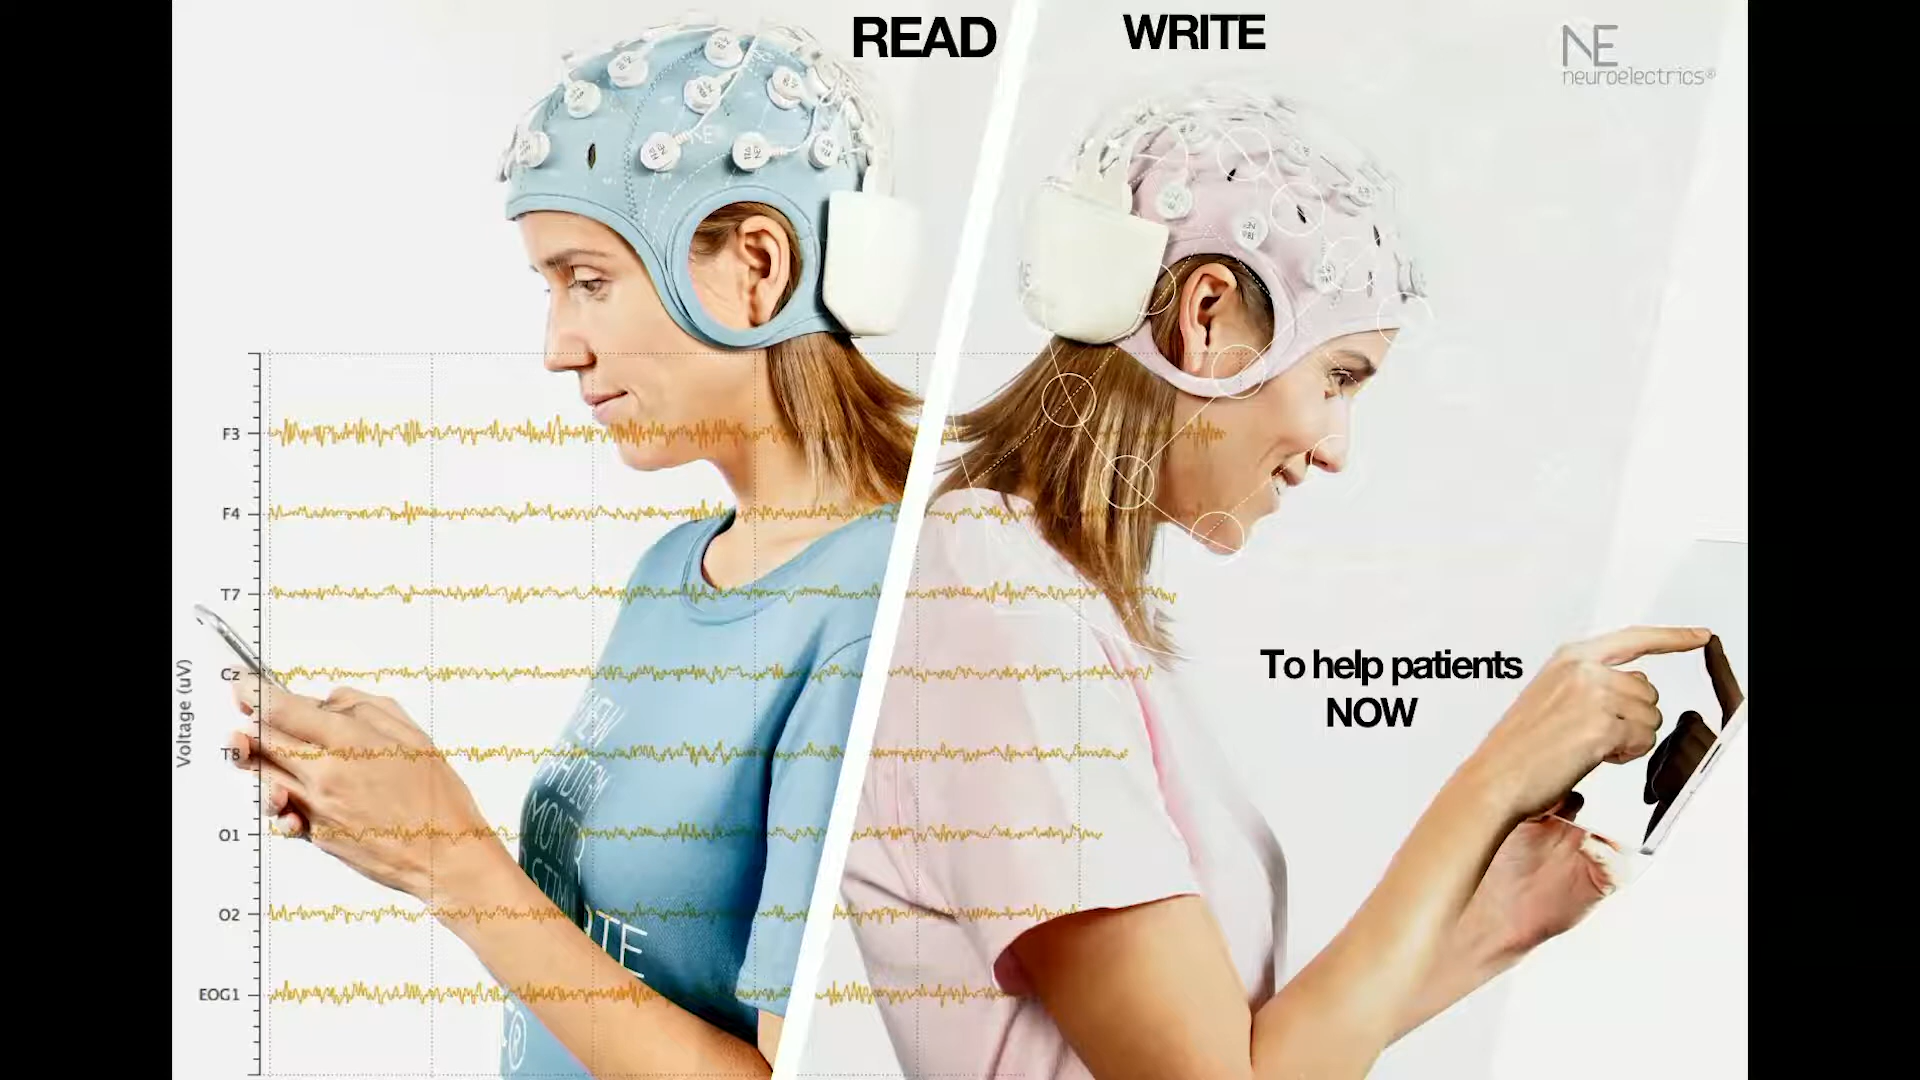 READ
WRITE
NE
neuroelectrics®
F3
F4
T7
Cz
T8
O1
O2
EOG1
Voltage (uV)
To help patients
NOW